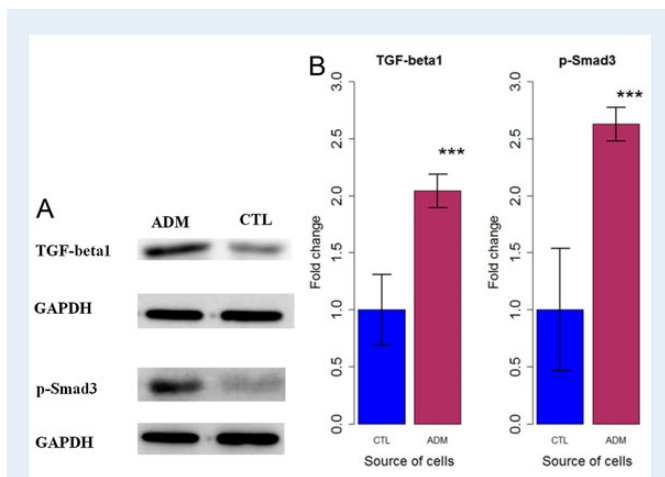 A
ADM CTL
TGF-beta1
GAPDH
p-Smad3
GAPDH
B
TGF-beta1
***
Fold change
0.0 0.5 1.0 1.5 2.0 2.5 3.0
CTL ADM
Source of cells
p-Smad3
***
Fold change
0.0 0.5 1.0 1.5 2.0 2.5 3.0
CTL ADM
Source of cells